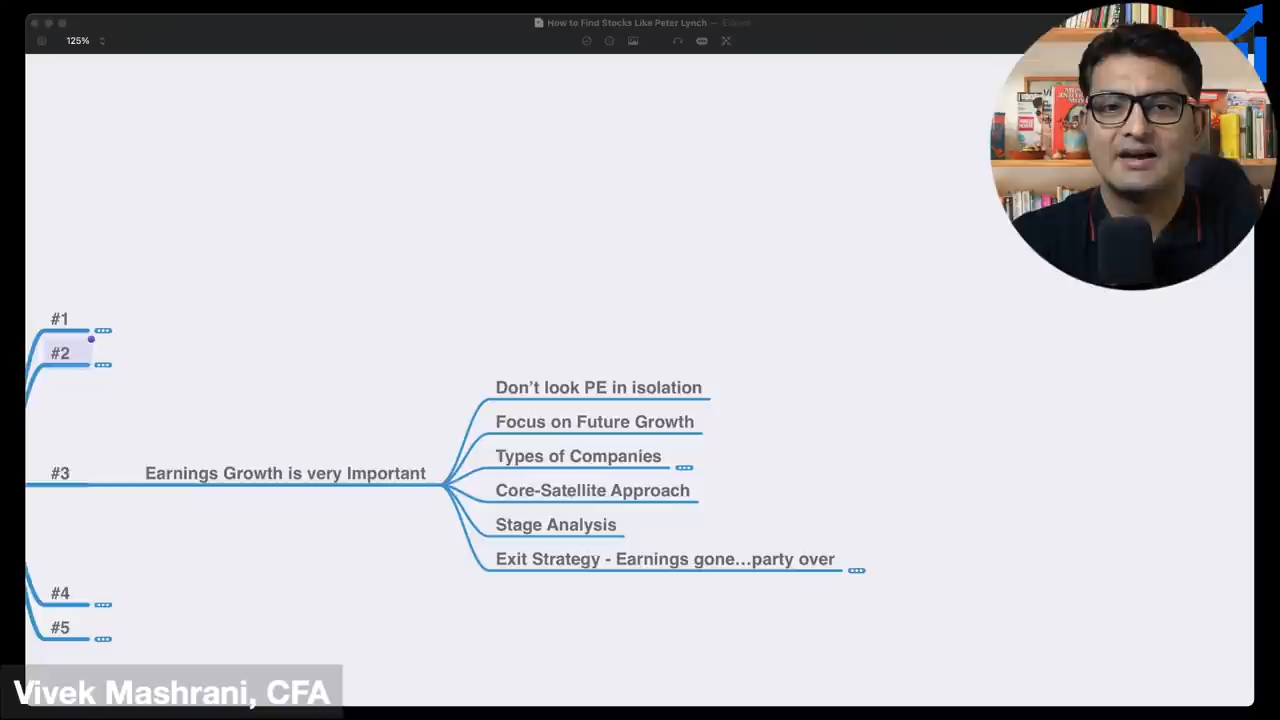 How to Find Stocks Like Peter Lynch — Edited
125%
#1
#2
Don't look PE in isolation
Focus on Future Growth
Types of Companies
#3
Earnings Growth is very Important
Core-Satellite Approach
Stage Analysis
Exit Strategy - Earnings gone...party over
#4
#5
Vivek Mashrani, CFA